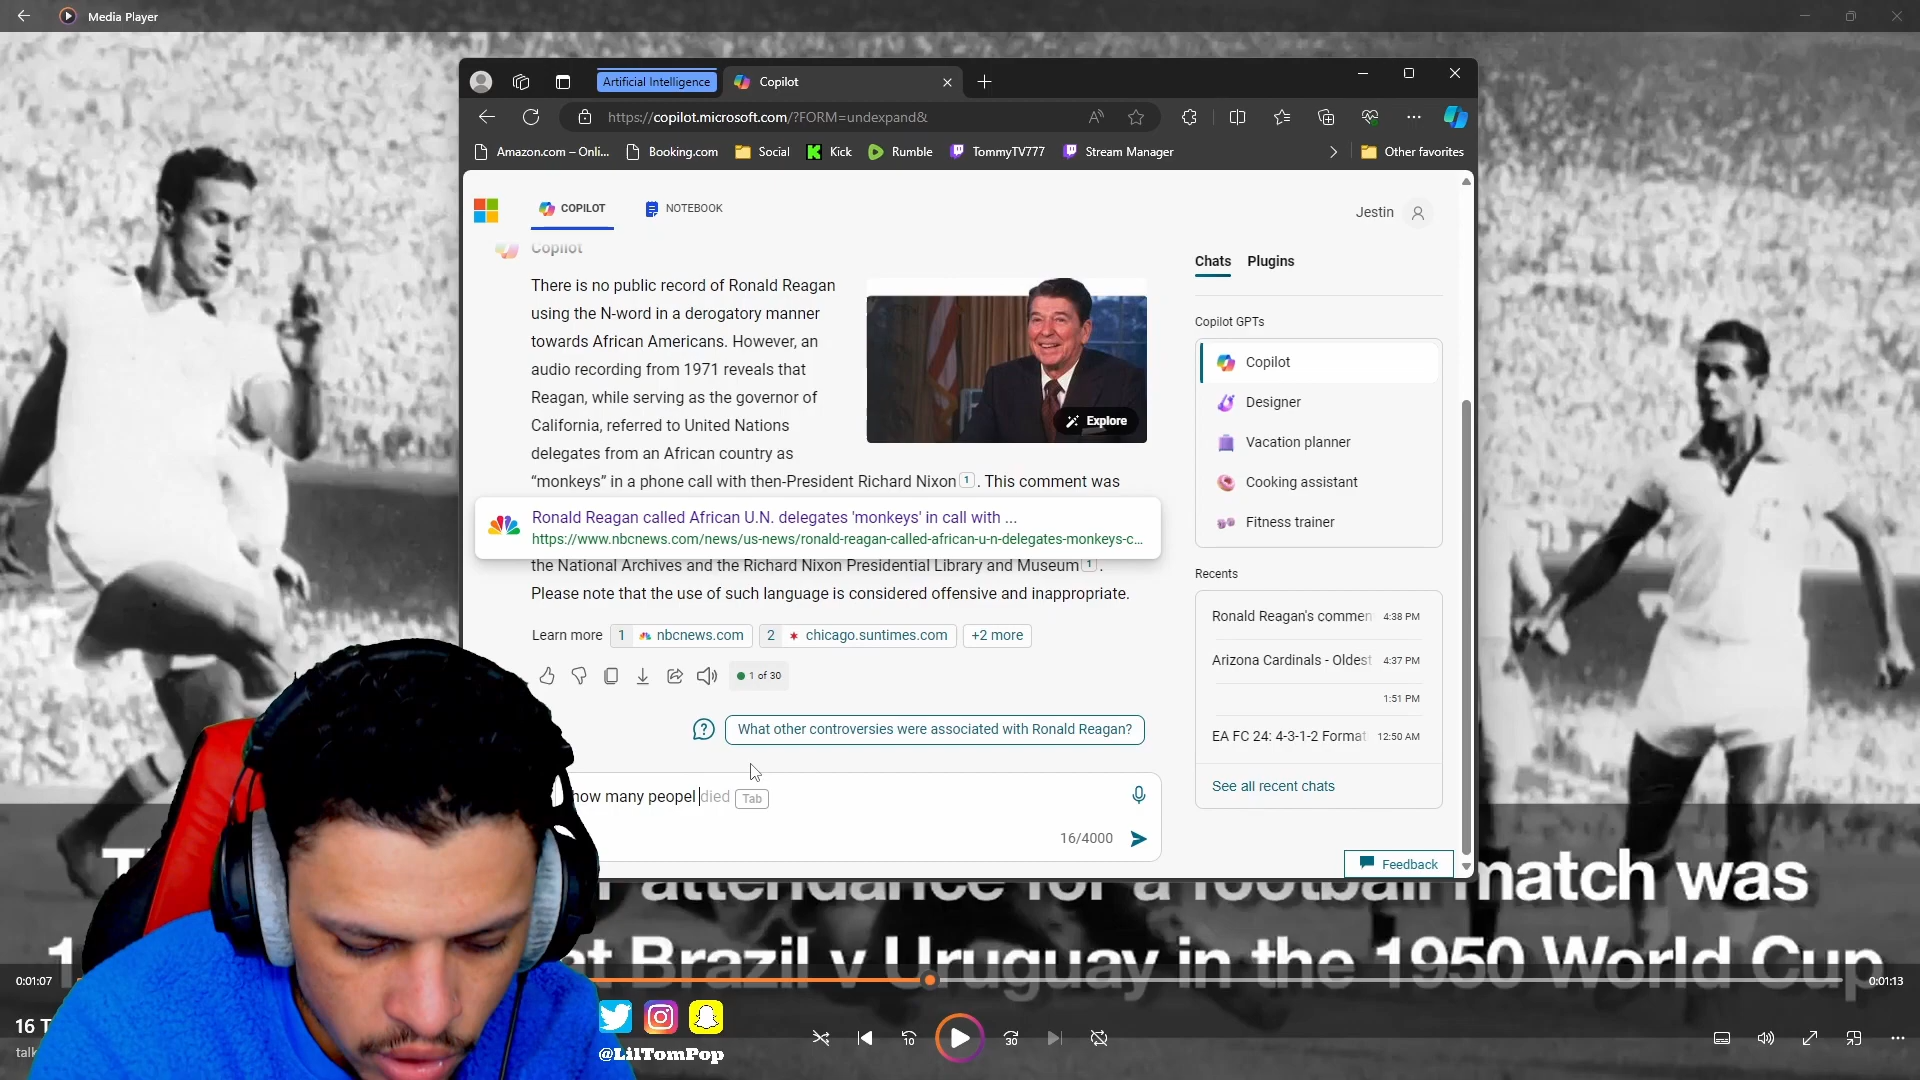 Media Player
Artificial Intelligence
Copilot
https://copilot.microsoft.com/?FORM=undexpand&
Amazon.com – Onli...
Booking.com
Social
Kick
Rumble
TommyTV777
Stream Manager
Other favorites
COPILOT
NOTEBOOK
Jestin
Copilot
There is no public record of Ronald Reagan
using the N-word in a derogatory manner
towards African Americans. However, an
audio recording from 1971 reveals that
Reagan, while serving as the governor of
California, referred to United Nations
delegates from an African country as
“monkeys” in a phone call with then-President Richard Nixon 1 . This comment was
Explore
Ronald Reagan called African U.N. delegates 'monkeys' in call with ...
https://www.nbcnews.com/news/us-news/ronald-reagan-called-african-u-n-delegates-monkeys-c...
the National Archives and the Richard Nixon Presidential Library and Museum 1 .
Please note that the use of such language is considered offensive and inappropriate.
Learn more 1 nbcnews.com 2 chicago.suntimes.com +2 more
1 of 30
What other controversies were associated with Ronald Reagan?
how many peopel died Tab
16/4000
Chats Plugins
Copilot GPTs
Copilot
Designer
Vacation planner
Cooking assistant
Fitness trainer
Recents
Ronald Reagan's commen 4:38 PM
Arizona Cardinals - Oldest 4:37 PM
1:51 PM
EA FC 24: 4-3-1-2 Format 12:50 AM
See all recent chats
Feedback
attendance for a football match was
at Brazil v Uruguay in the 1950 World Cup
0:01:07
0:01:13
16 T
talk
10
30
@LilTomPop